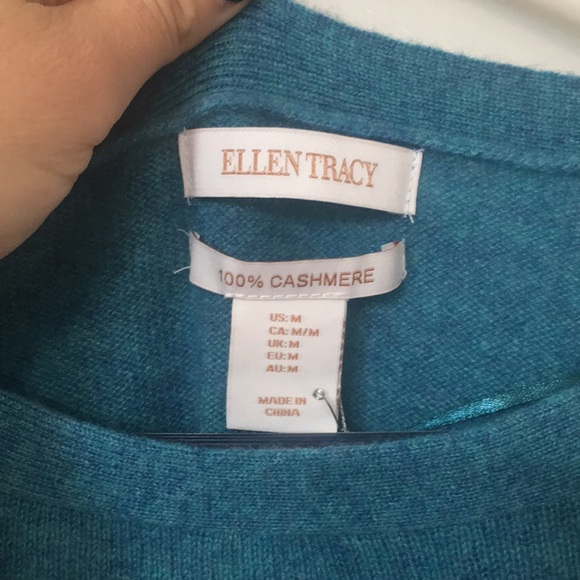 ELLEN TRACY
100% CASHMERE
US: M
CA: M/M
UK: M
EU: M
AU: M
MADE IN
CHINA